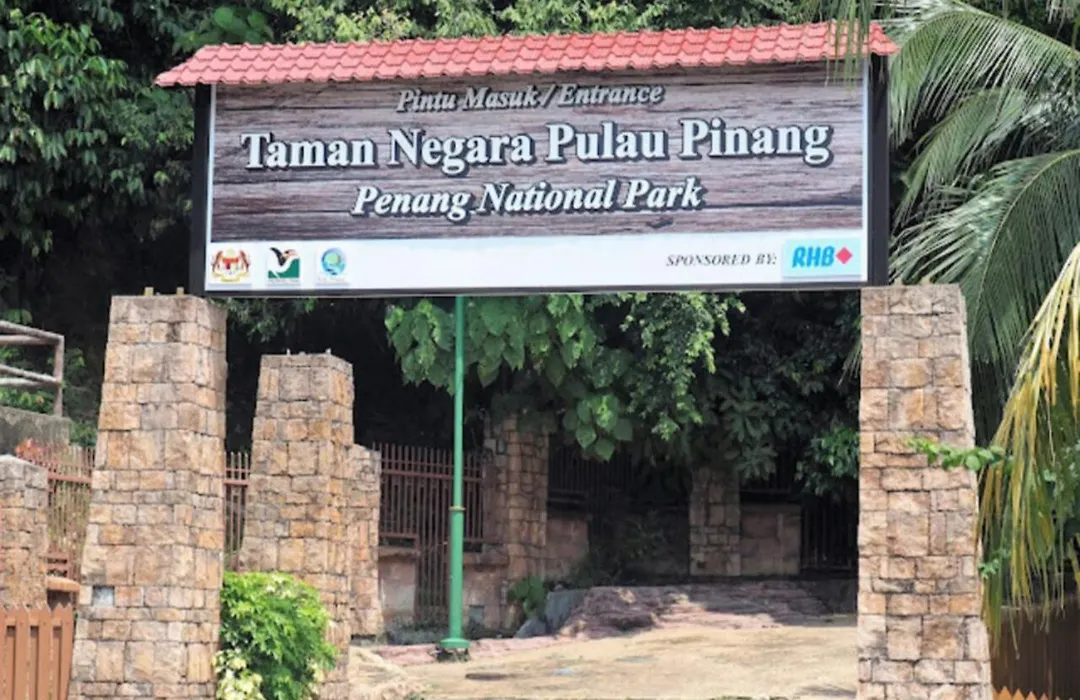 Pintu Masuk / Entrance
Taman Negara Pulau Pinang
Penang National Park
SPONSORED BY: RHB